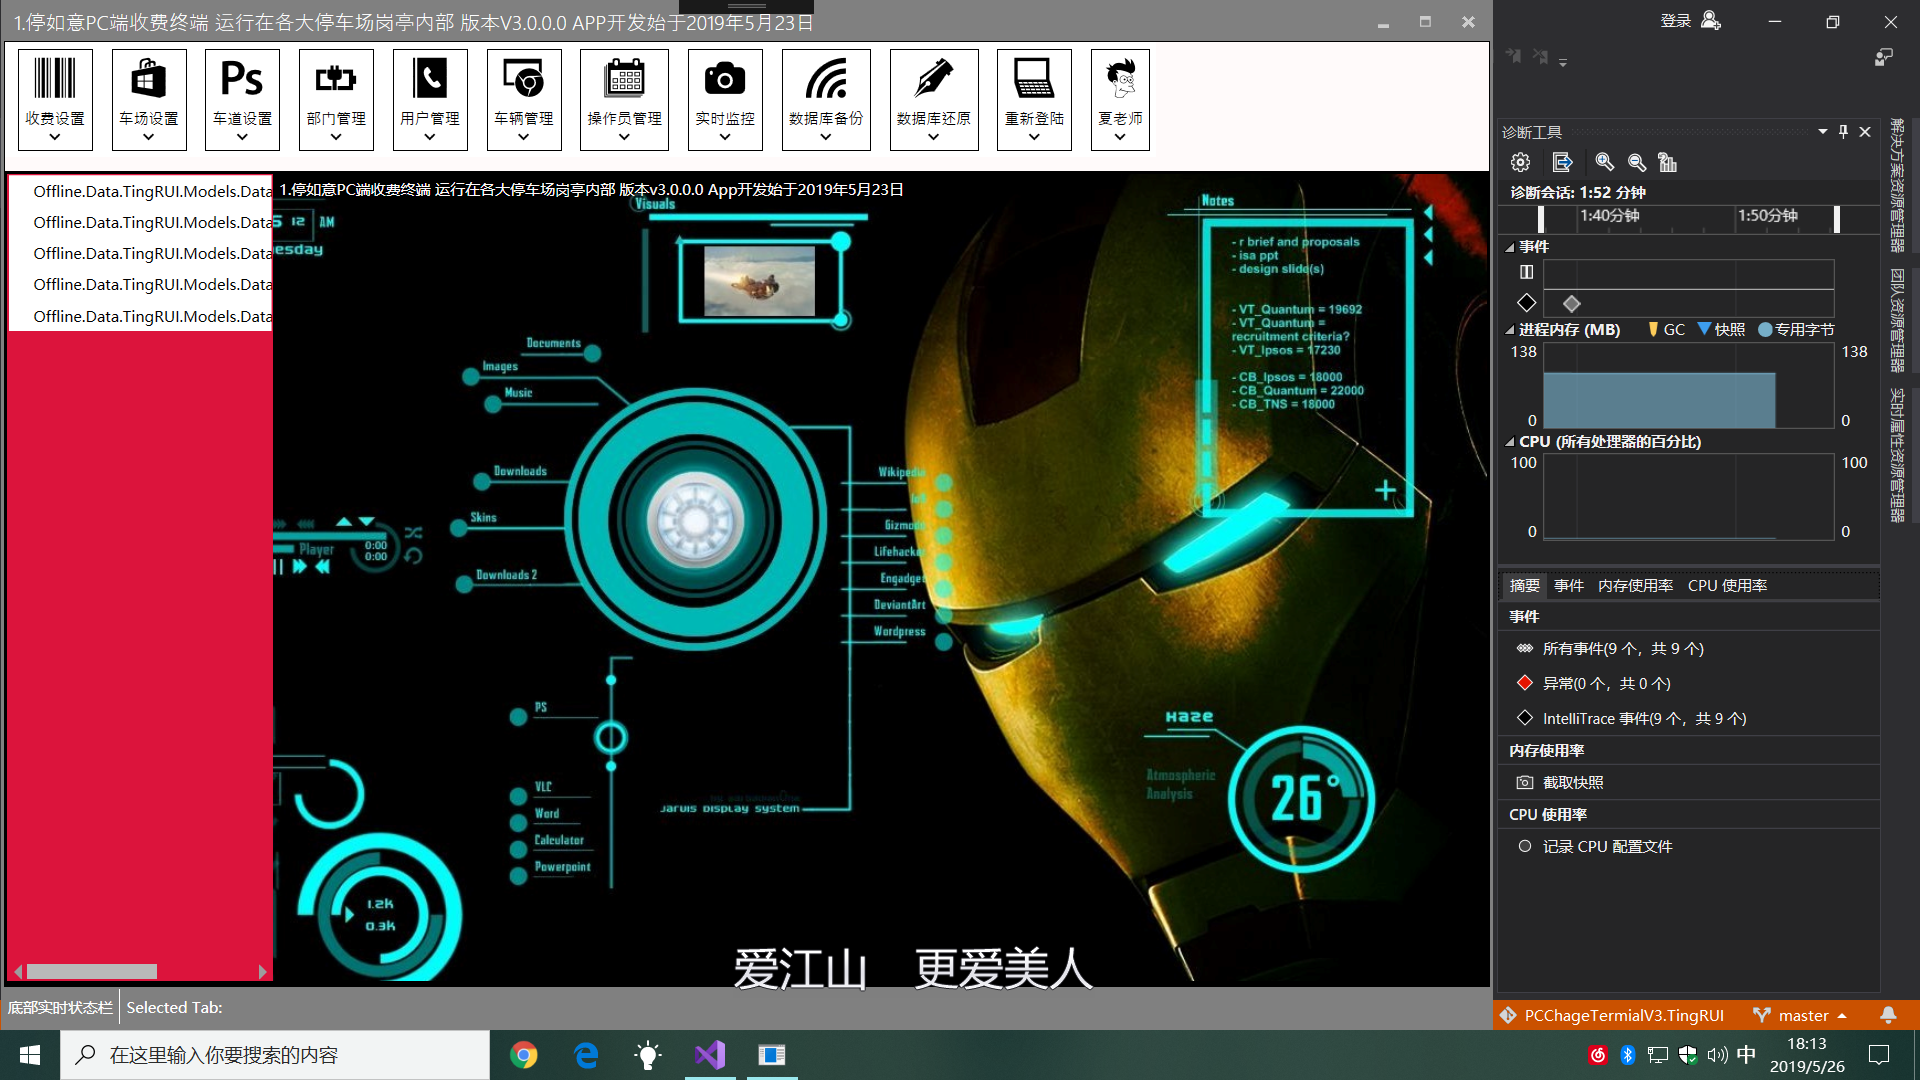 1.停如意PC端收费终端 运行在各大停车场岗亭内部 版本V3.0.0.0 APP开发始于2019年5月23日
收费设置
车场设置
Ps
车道设置
部门管理
用户管理
车辆管理
操作员管理
实时监控
数据库备份
数据库还原
重新登陆
夏老师
Offline.Data.TingRUI.Models.Data
Offline.Data.TingRUI.Models.Data
Offline.Data.TingRUI.Models.Data
Offline.Data.TingRUI.Models.Data
Offline.Data.TingRUI.Models.Data
1.停如意PC端收费终端 运行在各大停车场岗亭内部 版本v3.0.0.0 App开发始于2019年5月23日
12 AM
esday
Visuals
Notes
- r brief and proposals
- isa ppt
- design slide(s)
- VT_Quantum = 19692
- VT_Quantum =
recruitment criteria?
- VT_Ipsos = 17230
- CB_Ipsos = 18000
- CB_Quantum = 22000
- CB_TNS = 18000
Documents
Images
Music
Downloads
Skins
Downloads 2
Player
0:00
0:00
Wikipedia
Gizmodo
Lifehacker
Engadget
DeviantArt
Wordpress
PS
VLC
Word
Calculator
Powerpoint
Jarvis Display system
Haze
Atmospheric
Analysis
26°
1.2K
0.3K
爱江山 更爱美人
底部实时状态栏
Selected Tab:
登录
诊断工具
诊断会话: 1:52 分钟
1:40分钟
1:50分钟
事件
进程内存 (MB)
GC
快照
专用字节
138
138
0
0
CPU (所有处理器的百分比)
100
100
0
0
摘要
事件
内存使用率
CPU 使用率
事件
所有事件(9 个，共 9 个)
异常(0 个，共 0 个)
IntelliTrace 事件(9 个，共 9 个)
内存使用率
截取快照
CPU 使用率
记录 CPU 配置文件
解决方案资源管理器
团队资源管理器
实时属性资源管理器
PCChageTermialV3.TingRUI
master
在这里输入你要搜索的内容
中
18:13
2019/5/26